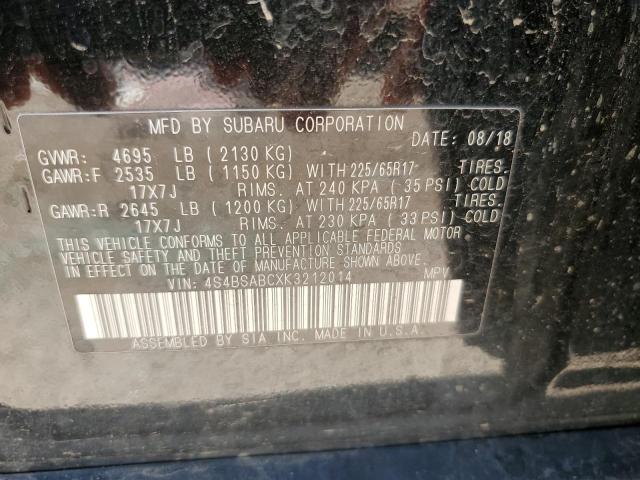 MFD BY SUBARU CORPORATION
DATE: 08/18
GVWR: 4695 LB ( 2130 KG)
GAWR:F 2535 LB ( 1150 KG) WITH 225/65R17 TIRES.
17X7J RIMS. AT 240 KPA ( 35 PSI) COLD
GAWR:R 2645 LB ( 1200 KG) WITH 225/65R17 TIRES.
17X7J RIMS. AT 230 KPA ( 33 PSI) COLD
THIS VEHICLE CONFORMS TO ALL APPLICABLE FEDERAL MOTOR
VEHICLE SAFETY AND THEFT PREVENTION STANDARDS
IN EFFECT ON THE DATE OF MANUFACTURE SHOWN ABOVE.
VIN: 4S4BSABCXK3212014 MPV
ASSEMBLED BY SIA INC. MADE IN U.S.A.